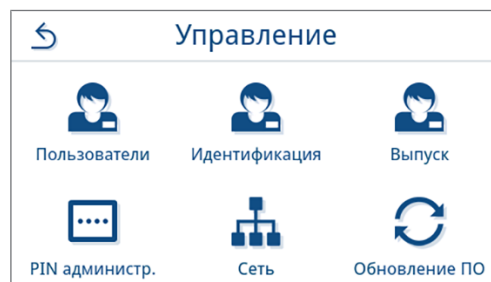 Управление
Пользователи Идентификация Выпуск
PIN администр. Сеть Обновление ПО